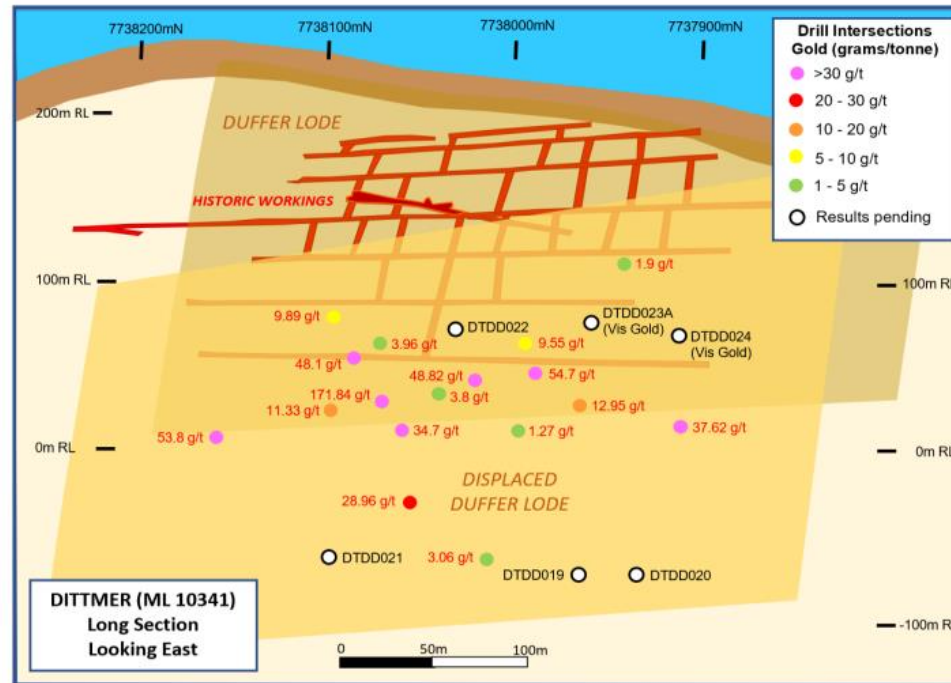 7738200mN
7738100mN
7738000mN
7737900mN
Drill Intersections
Gold (grams/tonne)
>30 g/t
20 - 30 g/t
10 - 20 g/t
5 - 10 g/t
1 - 5 g/t
Results pending
200m RL
DUFFER LODE
HISTORIC WORKINGS
1.9 g/t
100m RL
100m RL
9.89 g/t
DTDD022
DTDD023A
(Vis Gold)
DTDD024
(Vis Gold)
3.96 g/t
9.55 g/t
48.1 g/t
48.82 g/t
54.7 g/t
171.84 g/t
3.8 g/t
11.33 g/t
12.95 g/t
53.8 g/t
34.7 g/t
1.27 g/t
37.62 g/t
0m RL
0m RL
DISPLACED
DUFFER LODE
28.96 g/t
DTDD021
3.06 g/t
DTDD019
DTDD020
DITTMER (ML 10341)
Long Section
Looking East
-100m RL
0
50m
100m